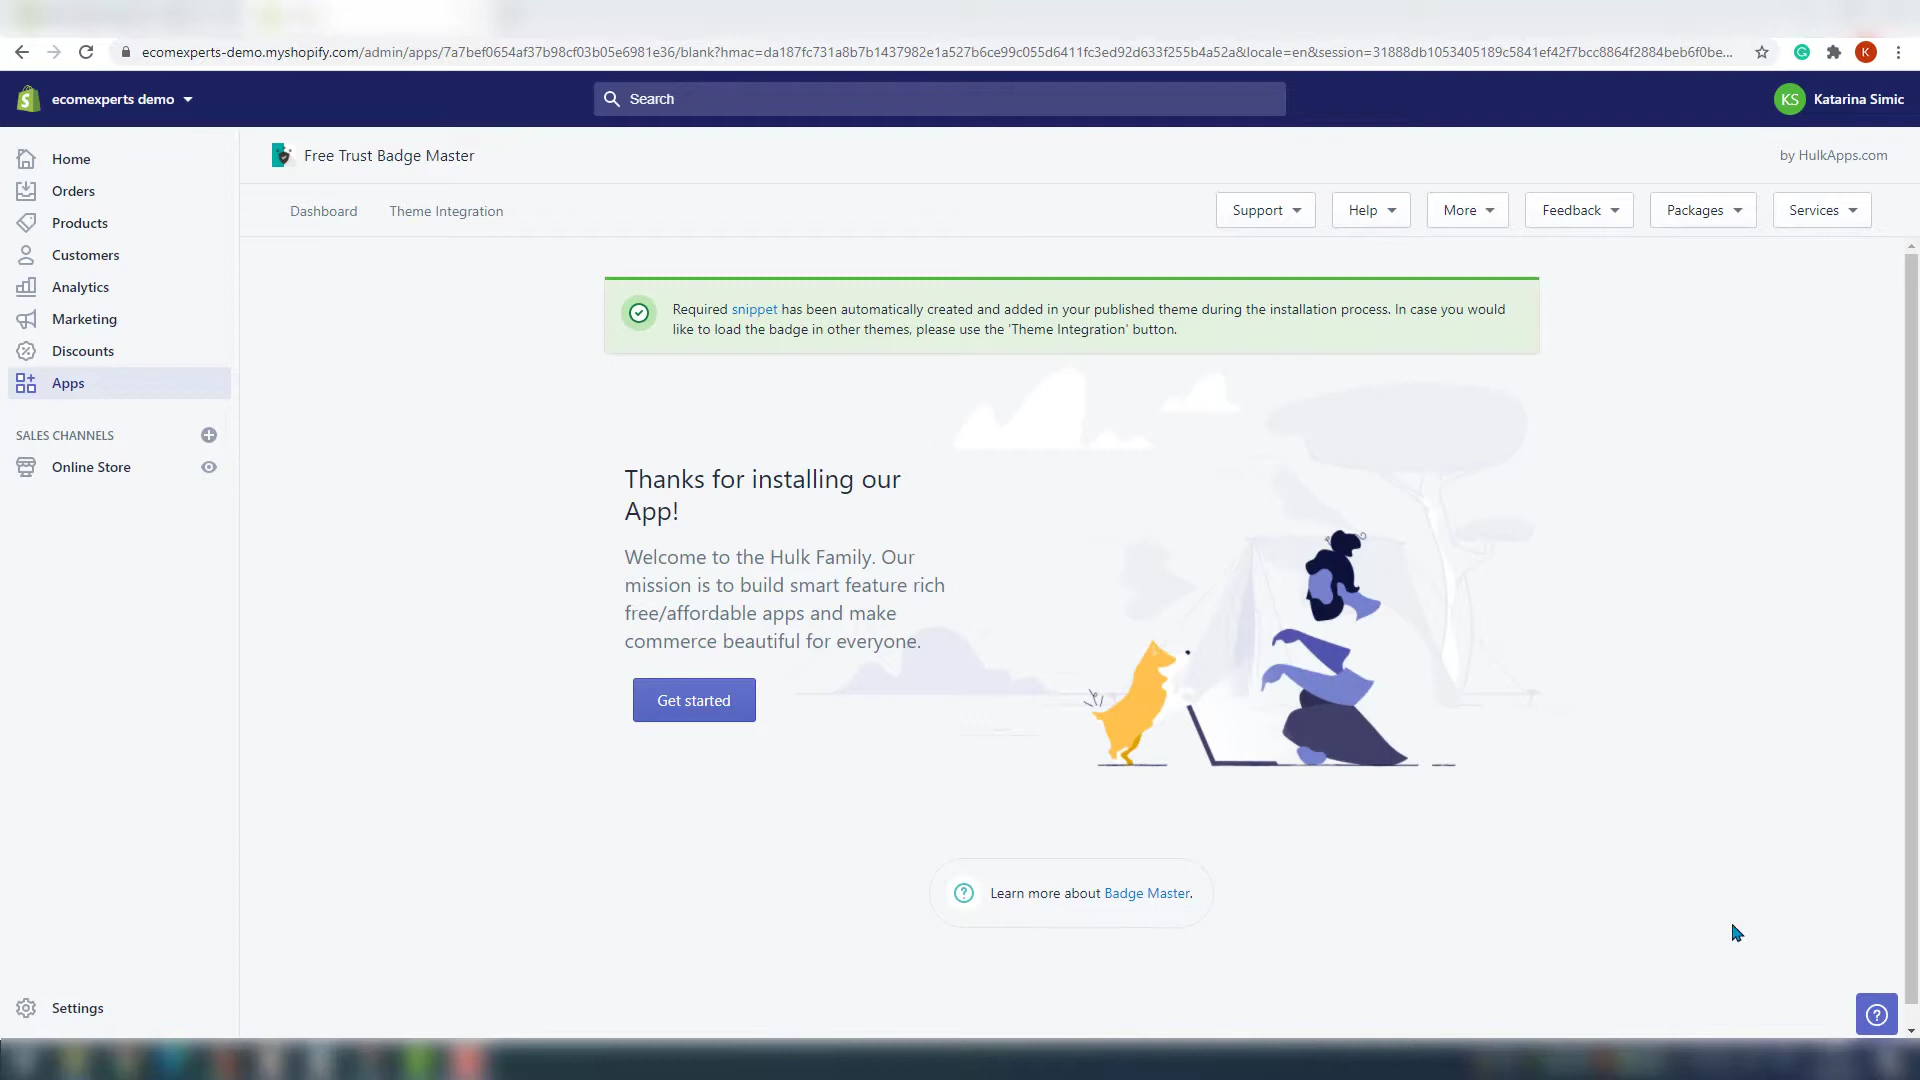 ecomexperts-demo.myshopify.com/admin/apps/7a7bef0654af37b98cf03b05e6981e36/blank?hmac=da187fc731a8b7b1437982e1a527b6ce99c055d6411fc3ed92d633f255b4a52a&locale=en&session=31888db1053405189c5841ef42f7bcc8864f2884beb6f0be...
K
ecomexperts demo
Search
KS
Katarina Simic
Home
Orders
Products
Customers
Analytics
Marketing
Discounts
Apps
SALES CHANNELS
Online Store
Settings
Free Trust Badge Master
by HulkApps.com
Dashboard
Theme Integration
Support
Help
More
Feedback
Packages
Services
Required snippet has been automatically created and added in your published theme during the installation process. In case you would
like to load the badge in other themes, please use the 'Theme Integration' button.
Thanks for installing our
App!
Welcome to the Hulk Family. Our
mission is to build smart feature rich
free/affordable apps and make
commerce beautiful for everyone.
Get started
Learn more about Badge Master.